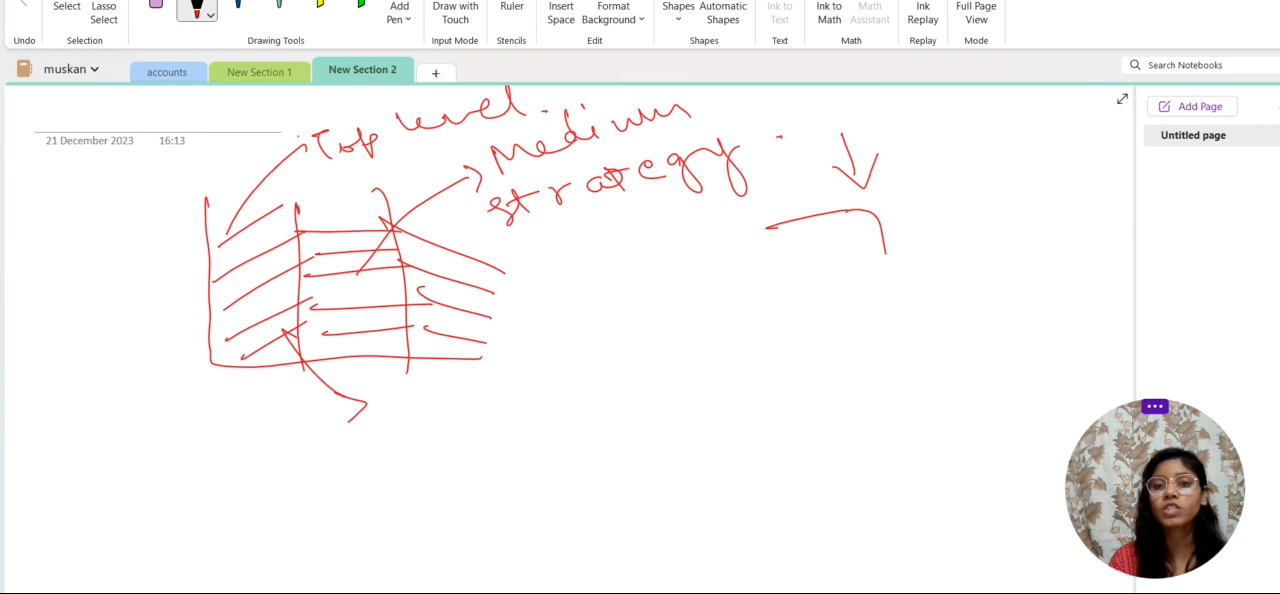 Select
Lasso
Select
Add
Pen
Draw with
Touch
Ruler
Insert
Space
Format
Background
Shapes
Automatic
Shapes
Ink to
Text
Ink to
Math
Math
Assistant
Ink
Replay
Full Page
View
Undo
Selection
Drawing Tools
Input Mode
Stencils
Edit
Shapes
Text
Math
Replay
Mode
muskan
accounts
New Section 1
New Section 2
+
Search Notebooks
Add Page
Untitled page
21 December 2023 16:13
Top level.
Medium
strategy